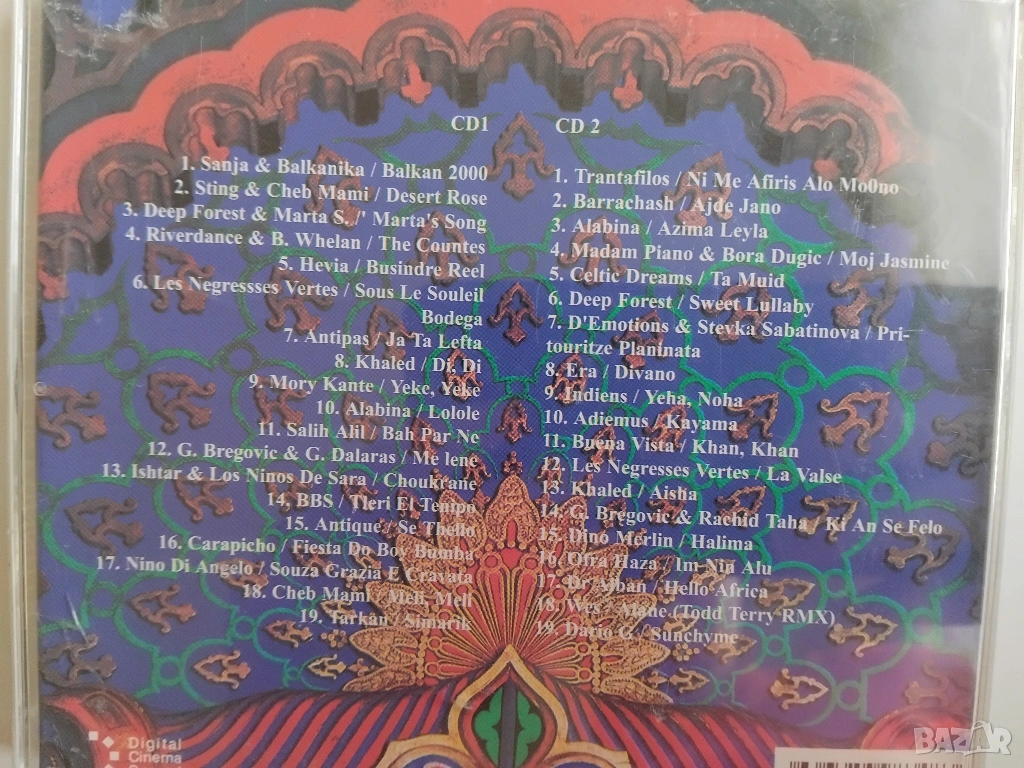 CD1
1. Sanja & Balkanika / Balkan 2000
2. Sting & Cheb Mami / Desert Rose
3. Deep Forest & Marta S. /' Marta's Song
4. Riverdance & B. Whelan / The Countes
5. Hevia / Busindre Reel
6. Les Negressses Vertes / Sous Le Souleil
Bodega
7. Antipas / Ja Ta Lefta
8. Khaled / Di, Di
9. Mory Kante / Yeke, Yeke
10. Alabina / Lolole
11. Salih Alil / Bah Par Ne
12. G. Bregovic & G. Dalaras / Me lene
13. Ishtar & Los Ninos De Sara / Choukrane
14, BBS / Tleri El Tempo
15. Antique / Se Thello
16. Carapicho / Fiesta Do Boy Bumba
17. Nino Di Angelo / Souza Grazia E Cravata
18. Cheb Mami / Meli, Meli
19. Tarkan / Simarik
CD 2
1. Trantafilos / Ni Me Afiris Alo Mo0no
2. Barrachash / Ajde Jano
3. Alabina / Azima Leyla
4. Madam Piano & Bora Dugic / Moj Jasmine
5. Celtic Dreams / Ta Muid
6. Deep Forest / Sweet Lullaby
7. D'Emotions & Stevka Sabatinova / Pri-
touritze Planinata
8. Era / Divano
9. Indiens / Yeha, Noha
10. Adiemus / Kayama
11. Buena Vista / Khan, Khan
12. Les Negresses Vertes / La Valse
13. Khaled / Aisha
14. G. Bregovic & Rachid Taha / Ki An Se Felo
15. Dino Merlin / Halima
16. Ofra Haza / Im Nin Alu
17. Dr Alban / Hello Africa
18. Wes / Alane (Todd Terry RMX)
19. Dario G / Sunchyme
Digital
Cinema
BAZAR